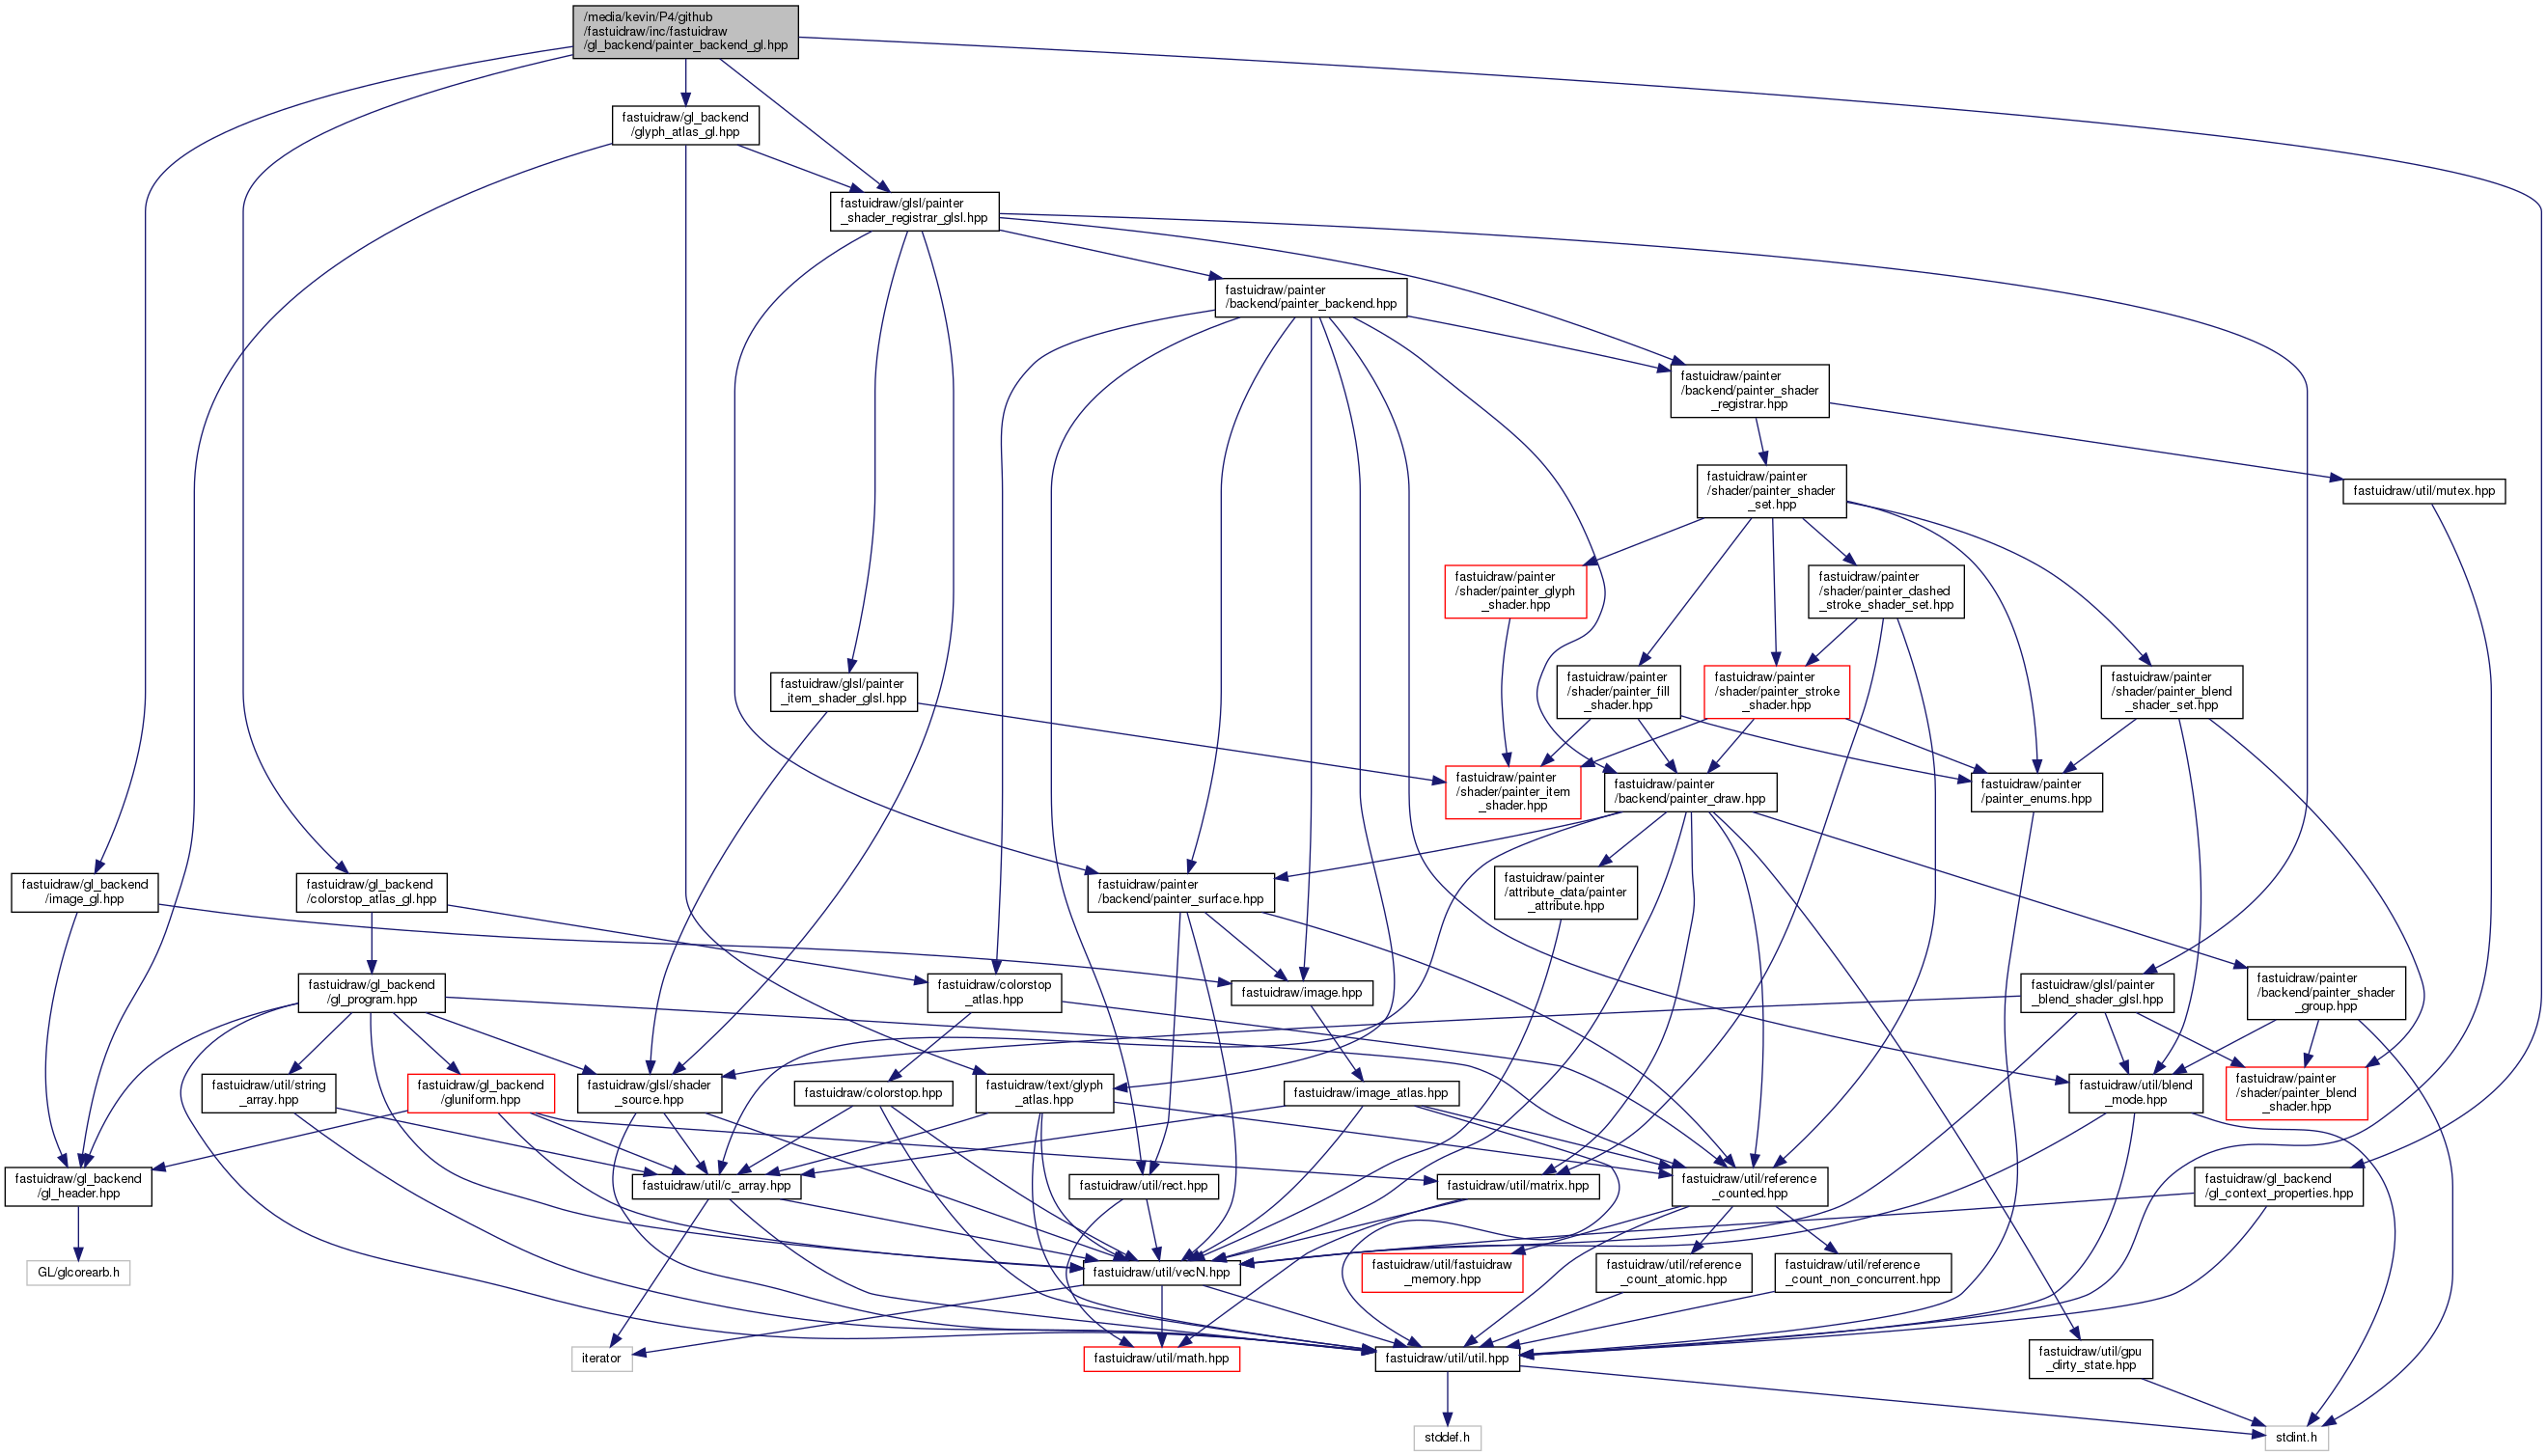 /media/kevin/P4/github
/fastuidraw/inc/fastuidraw
/gl_backend/painter_backend_gl.hpp
fastuidraw/gl_backend
/glyph_atlas_gl.hpp
fastuidraw/glsl/painter
_shader_registrar_glsl.hpp
fastuidraw/painter
/backend/painter_backend.hpp
fastuidraw/painter
/backend/painter_shader
_registrar.hpp
fastuidraw/painter
/shader/painter_shader
_set.hpp
fastuidraw/util/mutex.hpp
fastuidraw/painter
/shader/painter_glyph
_shader.hpp
fastuidraw/painter
/shader/painter_dashed
_stroke_shader_set.hpp
fastuidraw/glsl/painter
_item_shader_glsl.hpp
fastuidraw/painter
/shader/painter_fill
_shader.hpp
fastuidraw/painter
/shader/painter_stroke
_shader.hpp
fastuidraw/painter
/shader/painter_blend
_shader_set.hpp
fastuidraw/painter
/shader/painter_item
_shader.hpp
fastuidraw/painter
/backend/painter_draw.hpp
fastuidraw/painter
/painter_enums.hpp
fastuidraw/gl_backend
/image_gl.hpp
fastuidraw/gl_backend
/colorstop_atlas_gl.hpp
fastuidraw/painter
/backend/painter_surface.hpp
fastuidraw/painter
/attribute_data/painter
_attribute.hpp
fastuidraw/gl_backend
/gl_program.hpp
fastuidraw/colorstop
_atlas.hpp
fastuidraw/image.hpp
fastuidraw/glsl/painter
_blend_shader_glsl.hpp
fastuidraw/painter
/backend/painter_shader
_group.hpp
fastuidraw/util/string
_array.hpp
fastuidraw/gl_backend
/gluniform.hpp
fastuidraw/glsl/shader
_source.hpp
fastuidraw/colorstop.hpp
fastuidraw/text/glyph
_atlas.hpp
fastuidraw/image_atlas.hpp
fastuidraw/util/blend
_mode.hpp
fastuidraw/painter
/shader/painter_blend
_shader.hpp
fastuidraw/gl_backend
/gl_header.hpp
fastuidraw/util/c_array.hpp
fastuidraw/util/rect.hpp
fastuidraw/util/matrix.hpp
fastuidraw/util/reference
_counted.hpp
fastuidraw/gl_backend
/gl_context_properties.hpp
GL/glcorearb.h
fastuidraw/util/vecN.hpp
fastuidraw/util/fastuidraw
_memory.hpp
fastuidraw/util/reference
_count_atomic.hpp
fastuidraw/util/reference
_count_non_concurrent.hpp
iterator
fastuidraw/util/math.hpp
fastuidraw/util/util.hpp
fastuidraw/util/gpu
_dirty_state.hpp
stddef.h
stdint.h